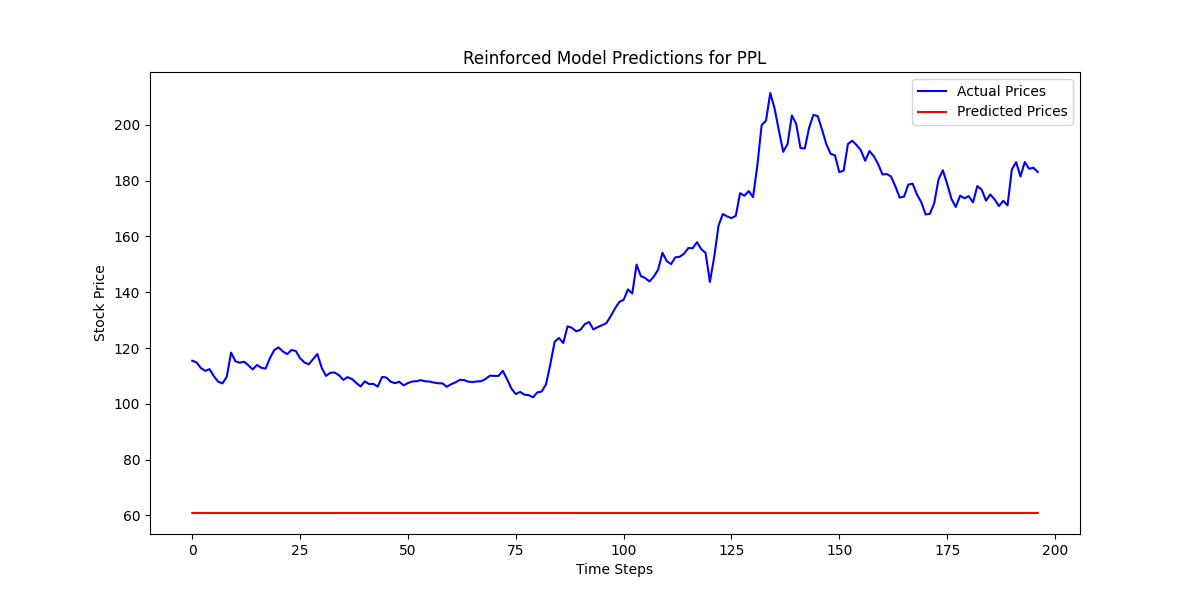 Reinforced Model Predictions for PPL
Actual Prices
Predicted Prices
Stock Price
200
180
160
140
120
100
80
60
0 25 50 75 100 125 150 175 200
Time Steps